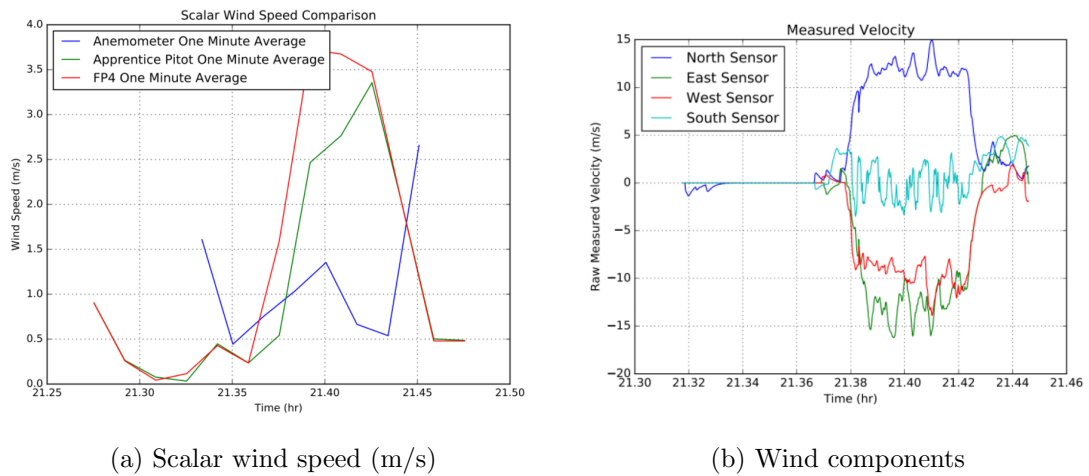 Scalar Wind Speed Comparison
4.0
3.5
3.0
2.5
2.0
1.5
1.0
0.5
0.0
Wind Speed (m/s)
Anemometer One Minute Average
Apprentice Pitot One Minute Average
FP4 One Minute Average
21.25 21.30 21.35 21.40 21.45 21.50
Time (hr)
(a) Scalar wind speed (m/s)
Measured Velocity
15
10
5
0
−5
−10
−15
−20
Raw Measured Velocity (m/s)
North Sensor
East Sensor
West Sensor
South Sensor
21.30 21.32 21.34 21.36 21.38 21.40 21.42 21.44 21.46
Time (hr)
(b) Wind components